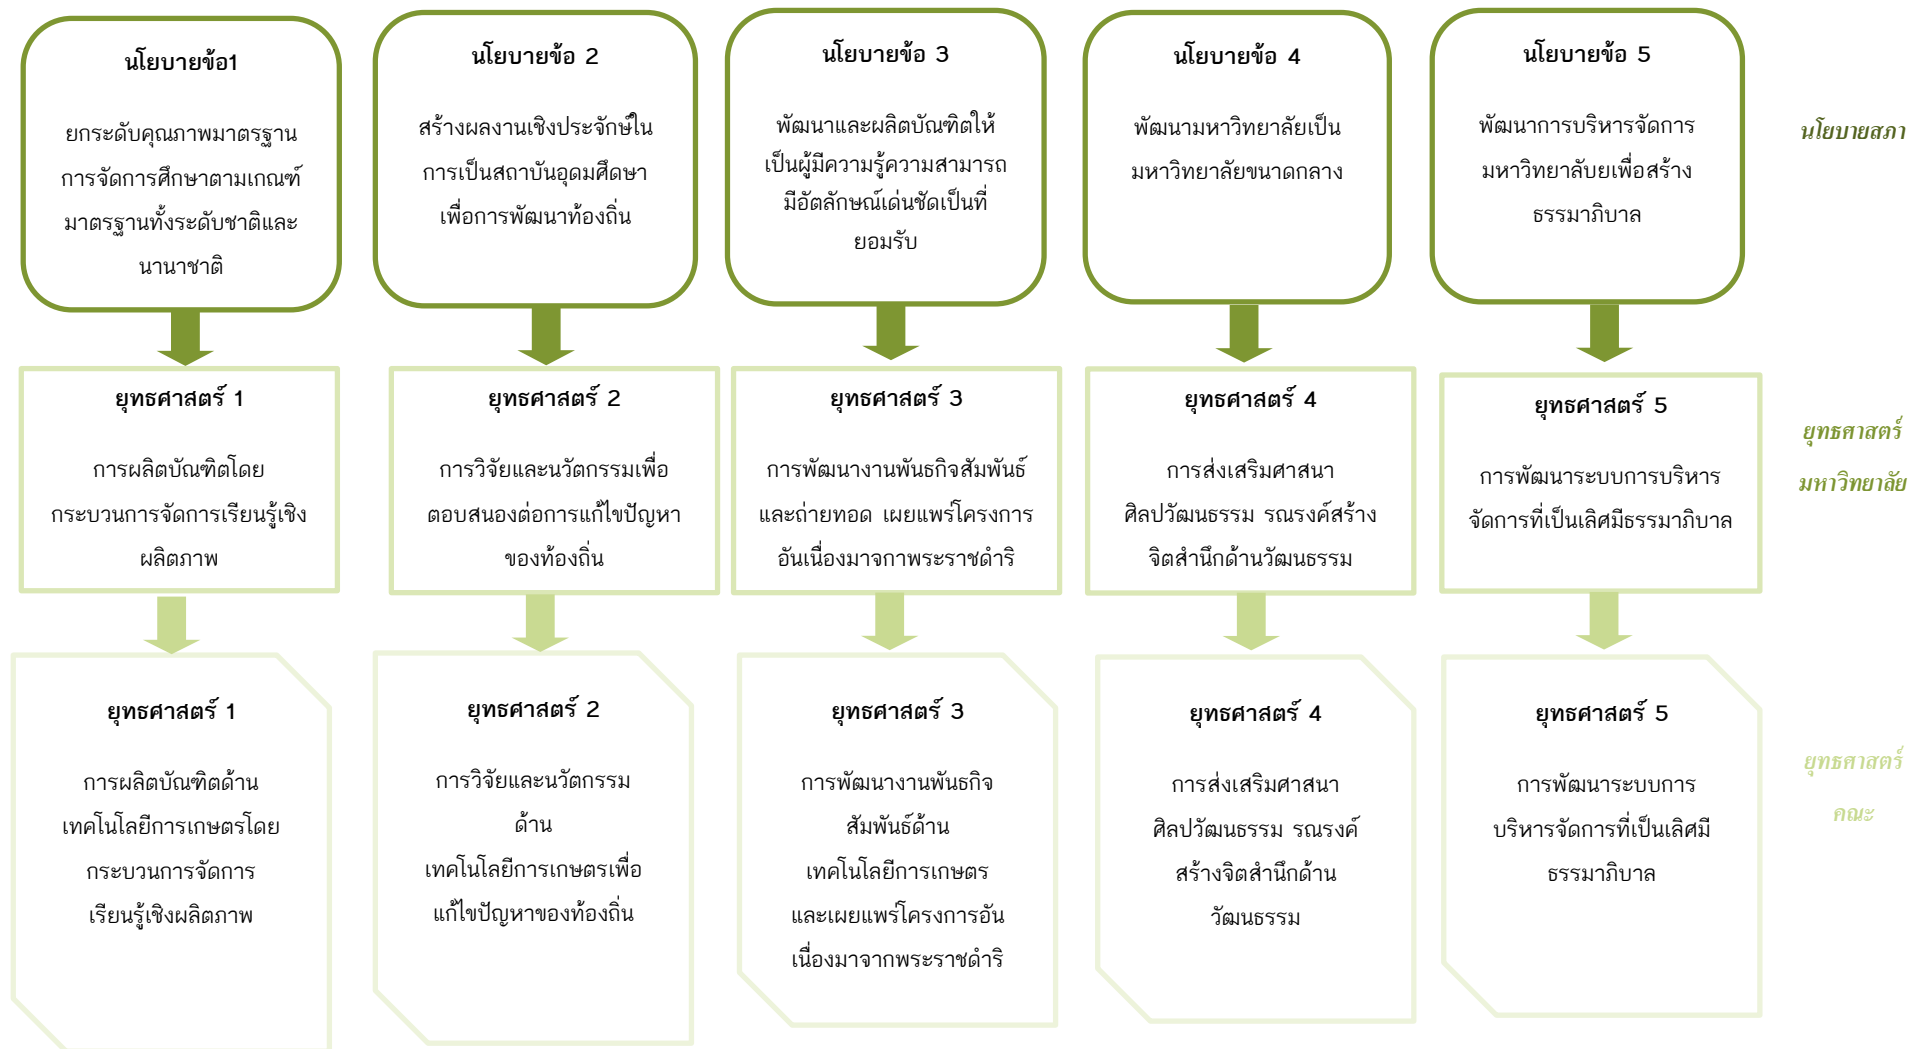 นโยบายข้อ1
ยกระดับคุณภาพมาตรฐาน
การจัดการศึกษาตามเกณฑ์
มาตรฐานทั้งระดับชาติและ
นานาชาติ
นโยบายข้อ 2
สร้างผลงานเชิงประจักษ์ใน
การเป็นสถาบันอุดมศึดษา
เพื่อการพัฒนาท้องถิ่น
นโยบายข้อ 3
พัฒนาและผลิตบัณฑิตให้
เป็นผู้มีความรู้ความสามารถ
มีอัตลักษณ์เด่นชัดเป็นที่
ยอมรับ
นโยบายข้อ 4
พัฒนามหาวิทยาลัยเป็น
มหาวิทยาลัยขนาดกลาง
นโยบายข้อ 5
พัฒนาการบริหารจัดการ
มหาวิทยาลับยเพื่อสร้าง
ธรรมาภิบาล
นโยบายสภา
ยุทธศาสตร์ 1
การผลิตบัณฑิตโดย
กระบวนการจัดการเรียนรู้เชิง
ผลิตภาพ
ยุทธศาสตร์ 2
การวิจัยและนวัตกรรมเพื่อ
ตอบสนองต่อการแก้ไขปัญหา
ของท้องถิ่น
ยุทธศาสตร์ 3
การพัฒนางานพันธกิจสัมพันธ์
และถ่ายทอด เผยแพร่โครงการ
อันเนื่องมาจกาพระราชดำริ
ยุทธศาสตร์ 4
การส่งเสริมศาสนา
ศิลปวัฒนธรรม รณรงค์สร้าง
จิตสำนึกด้านวัฒนธรรม
ยุทธศาสตร์ 5
การพัฒนาระบบการบริหาร
จัดการที่เป็นเลิศมีธรรมาภิบาล
ยุทธศาสตร์
มหาวิทยาลัย
ยุทธศาสตร์ 1
การผลิตบัณฑิตด้าน
เทคโนโลยีการเกษตรโดย
กระบวนการจัดการ
เรียนรู้เชิงผลิตภาพ
ยุทธศาสตร์ 2
การวิจัยและนวัตกรรม
ด้าน
เทคโนโลยีการเกษตรเพื่อ
แก้ไขปัญหาของท้องถิ่น
ยุทธศาสตร์ 3
การพัฒนางานพันธกิจ
สัมพันธ์ด้าน
เทคโนโลยีการเกษตร
และเผยแพร่โครงการอัน
เนื่องมาจากพระราชดำริ
ยุทธศาสตร์ 4
การส่งเสริมศาสนา
ศิลปวัฒนธรรม รณรงค์
สร้างจิตสำนึกด้าน
วัฒนธรรม
ยุทธศาสตร์ 5
การพัฒนาระบบการ
บริหารจัดการที่เป็นเลิศมี
ธรรมาภิบาล
ยุทธศาสตร์
คณะ